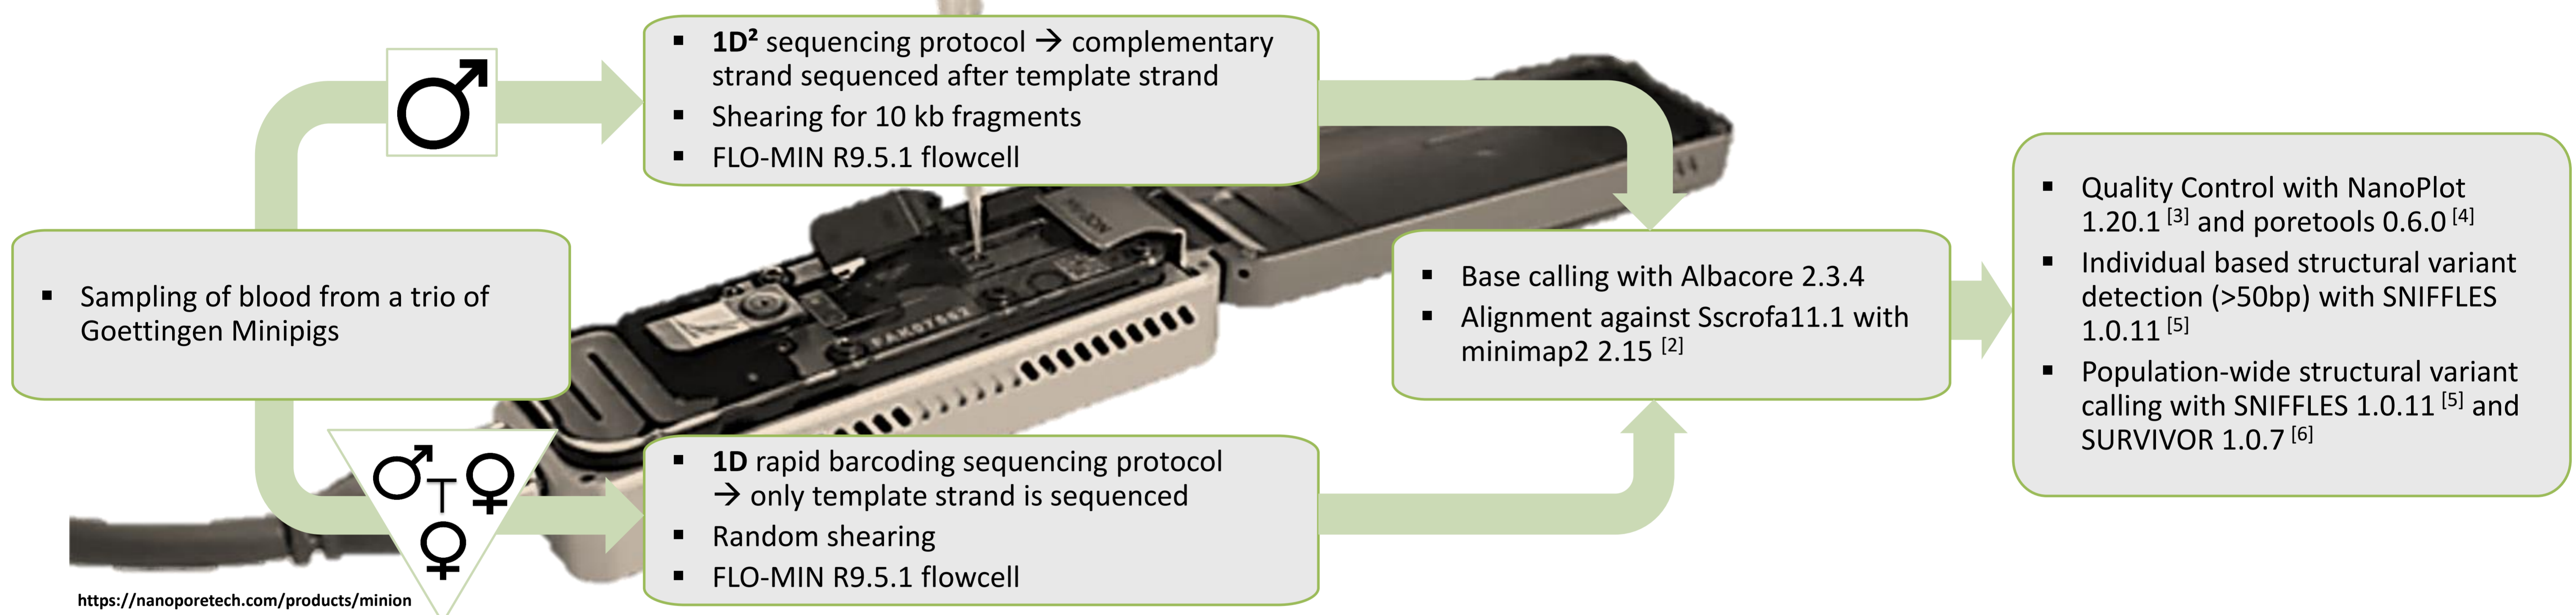 ▪ Sampling of blood from a trio of
Goettingen Minipigs
▪ 1D² sequencing protocol → complementary
strand sequenced after template strand
▪ Shearing for 10 kb fragments
▪ FLO-MIN R9.5.1 flowcell
▪ 1D rapid barcoding sequencing protocol
→ only template strand is sequenced
▪ Random shearing
▪ FLO-MIN R9.5.1 flowcell
▪ Base calling with Albacore 2.3.4
▪ Alignment against Sscrofa11.1 with
minimap2 2.15 [2]
▪ Quality Control with NanoPlot
1.20.1 [3] and poretools 0.6.0 [4]
▪ Individual based structural variant
detection (>50bp) with SNIFFLES
1.0.11 [5]
▪ Population-wide structural variant
calling with SNIFFLES 1.0.11 [5] and
SURVIVOR 1.0.7 [6]
https://nanoporetech.com/products/minion